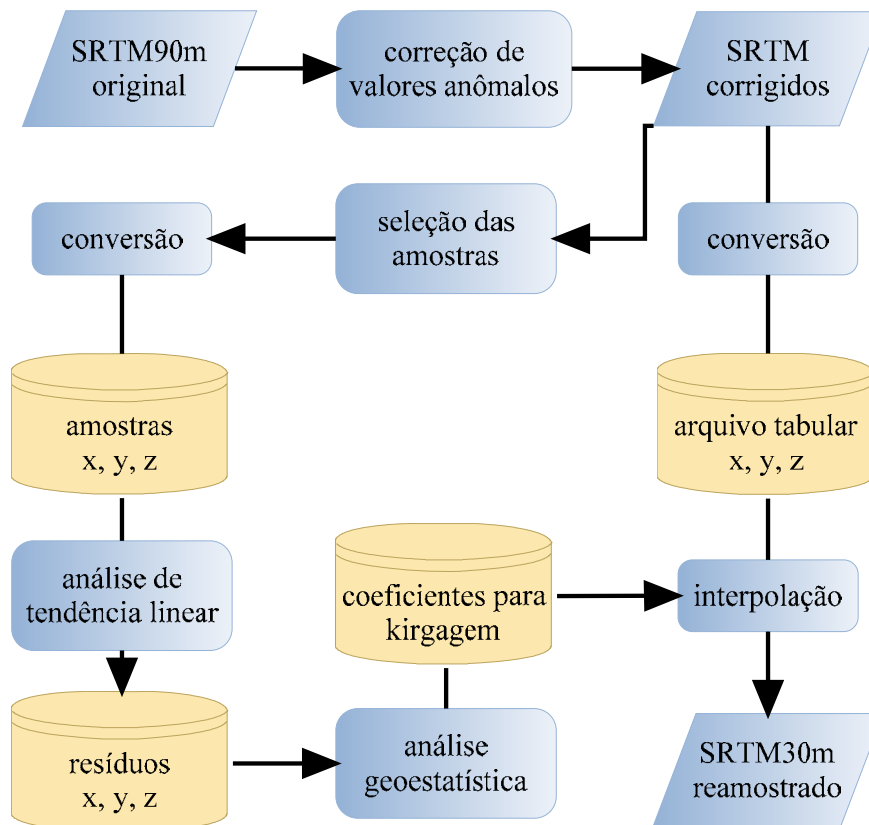 SRTM90m
original
correção de
valores anômalos
SRTM
corrigidos
conversão
seleção das
amostras
conversão
amostras
x, y, z
arquivo tabular
x, y, z
análise de
tendência linear
coeficientes para
kirgagem
interpolação
resíduos
x, y, z
análise
geoestatística
SRTM30m
reamostrado